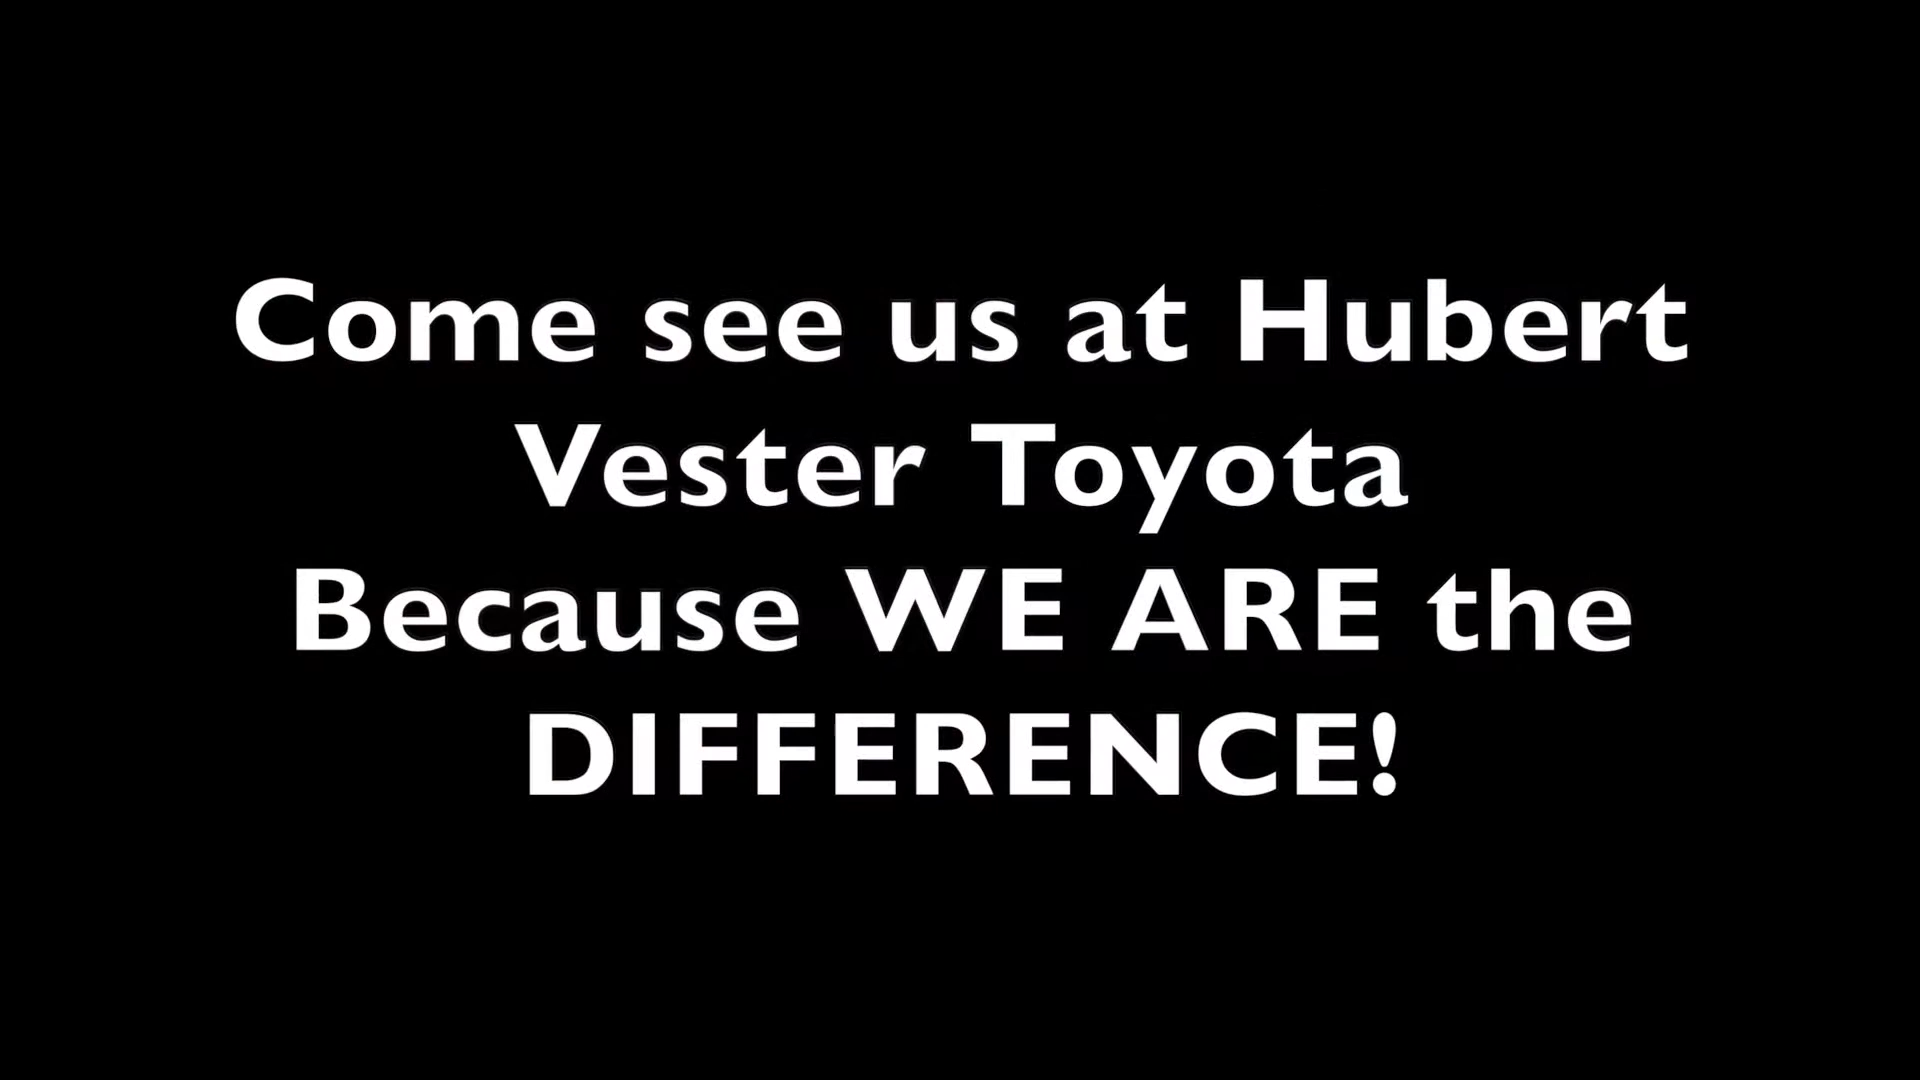 Come see us at Hubert
Vester Toyota
Because WE ARE the
DIFFERENCE!